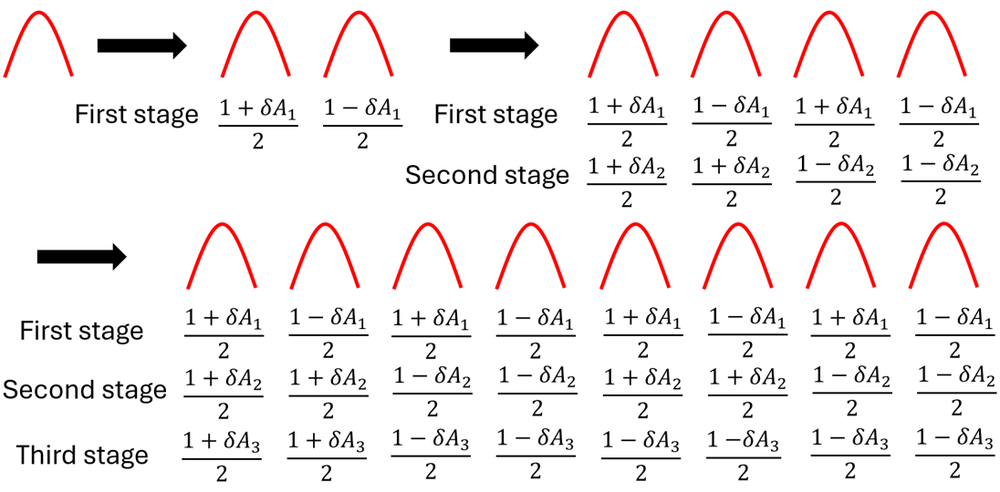 First stage (1 + δA₁)/2 (1 − δA₁)/2 First stage (1 + δA₁)/2 (1 − δA₁)/2 (1 + δA₁)/2 (1 − δA₁)/2
Second stage (1 + δA₂)/2 (1 + δA₂)/2 (1 − δA₂)/2 (1 − δA₂)/2
First stage (1 + δA₁)/2 (1 − δA₁)/2 (1 + δA₁)/2 (1 − δA₁)/2 (1 + δA₁)/2 (1 − δA₁)/2 (1 + δA₁)/2 (1 − δA₁)/2
Second stage (1 + δA₂)/2 (1 + δA₂)/2 (1 − δA₂)/2 (1 − δA₂)/2 (1 + δA₂)/2 (1 + δA₂)/2 (1 − δA₂)/2 (1 − δA₂)/2
Third stage (1 + δA₃)/2 (1 + δA₃)/2 (1 − δA₃)/2 (1 − δA₃)/2 (1 − δA₃)/2 (1 −δA₃)/2 (1 − δA₃)/2 (1 − δA₃)/2